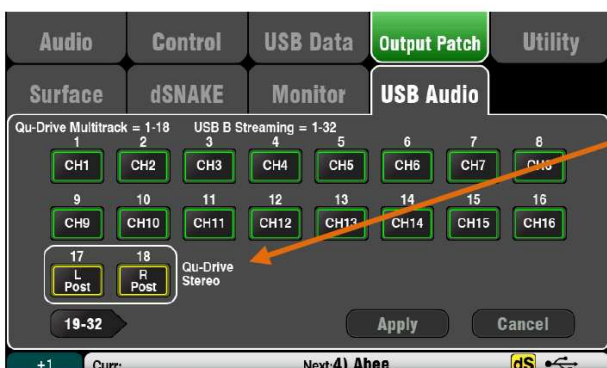 Audio Control USB Data Output Patch Utility
Surface dSNAKE Monitor USB Audio
Qu-Drive Multitrack = 1-18 USB B Streaming = 1-32
1 2 3 4 5 6 7 8
CH1 CH2 CH3 CH4 CH5 CH6 CH7 CH8
9 10 11 12 13 14 15 16
CH9 CH10 CH11 CH12 CH13 CH14 CH15 CH16
17 18
L Post R Post Qu-Drive Stereo
19-32 Apply Cancel
+1 Curr: Next:4) Abee dS